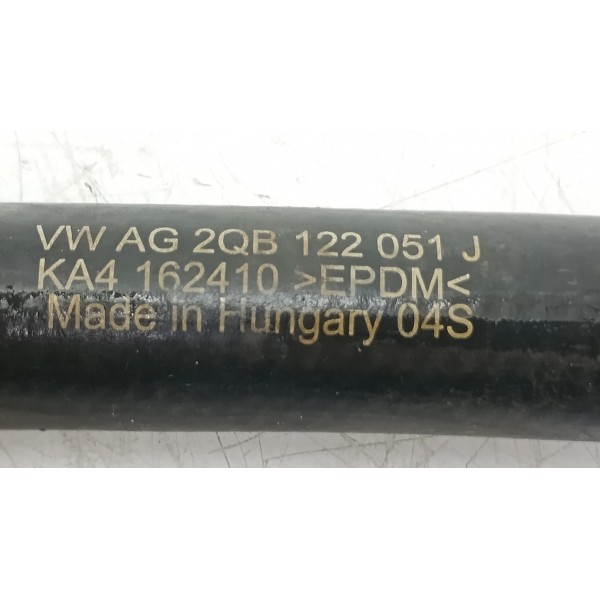 VW AG 2QB 122 051 J
KA4 162410 >EPDM<
Made in Hungary 04S